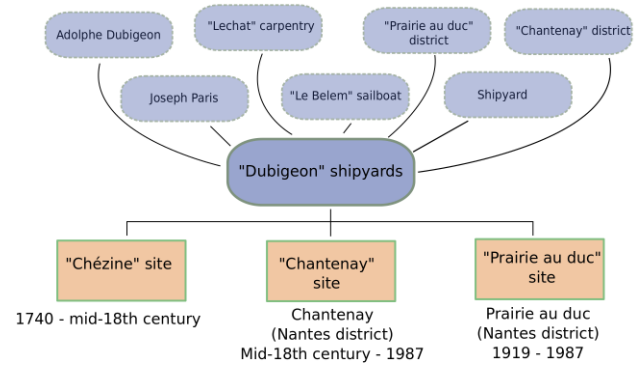 Adolphe Dubigeon
"Lechat" carpentry
"Prairie au duc"
district
"Chantenay" district
Joseph Paris
"Le Belem" sailboat
Shipyard
"Dubigeon" shipyards
"Chézine" site
1740 - mid-18th century
"Chantenay"
site
Chantenay
(Nantes district)
Mid-18th century - 1987
"Prairie au duc"
site
Prairie au duc
(Nantes district)
1919 - 1987